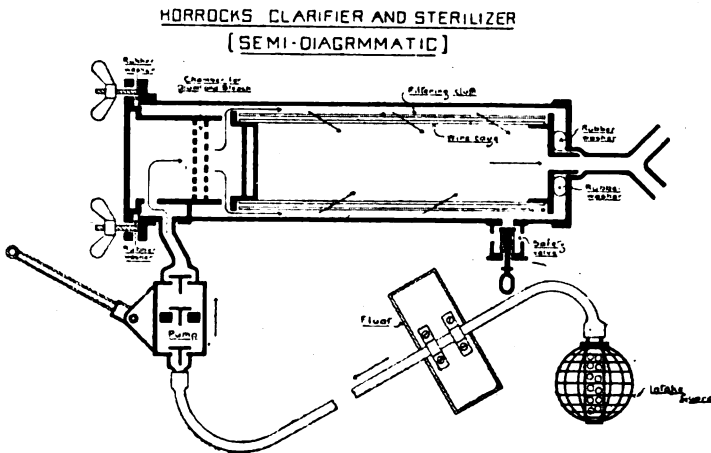 HORROCKS CLARIFIER AND STERILIZER
[SEMI-DIAGRMMATIC]
Rubber
washer
Chamber for
Alum and Bleach
Filtering cloth
Wire cage
Rubber
washer
Rubber
washer
Rubber
washer
Safety
valve
Float
Pump
Intake